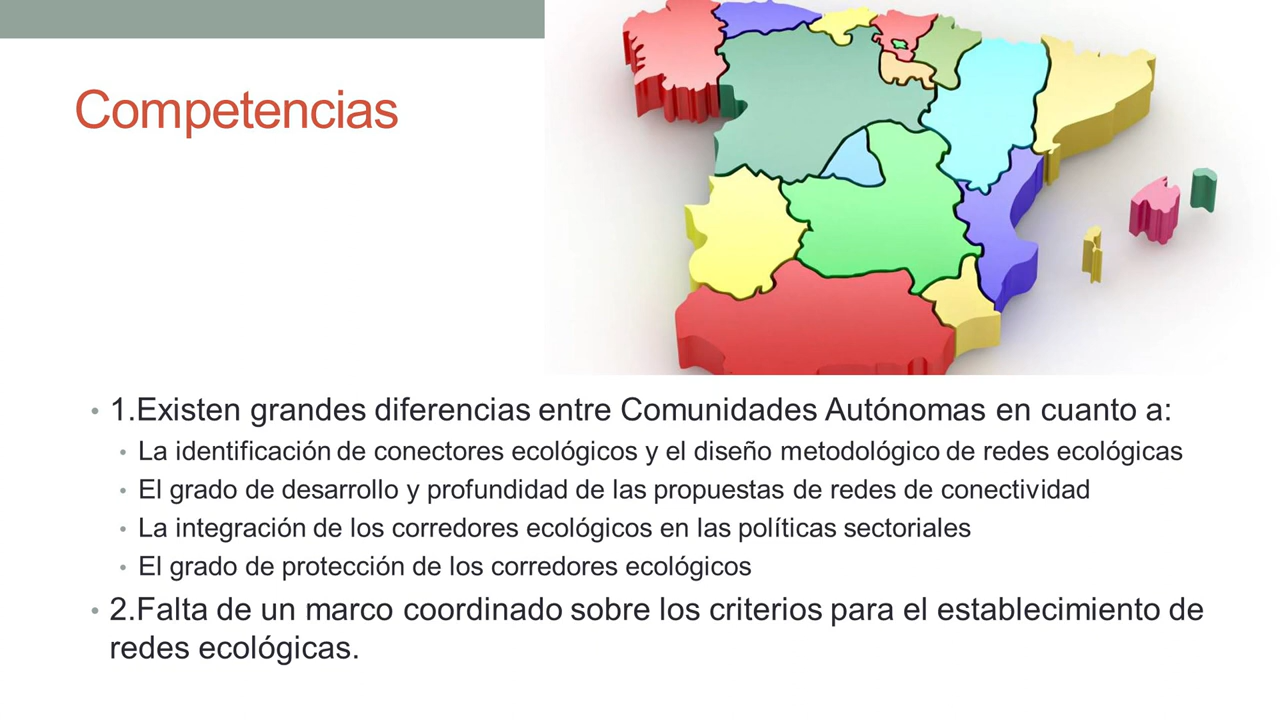 Competencias
• 1.Existen grandes diferencias entre Comunidades Autónomas en cuanto a:
• La identificación de conectores ecológicos y el diseño metodológico de redes ecológicas
• El grado de desarrollo y profundidad de las propuestas de redes de conectividad
• La integración de los corredores ecológicos en las políticas sectoriales
• El grado de protección de los corredores ecológicos
• 2.Falta de un marco coordinado sobre los criterios para el establecimiento de
redes ecológicas.